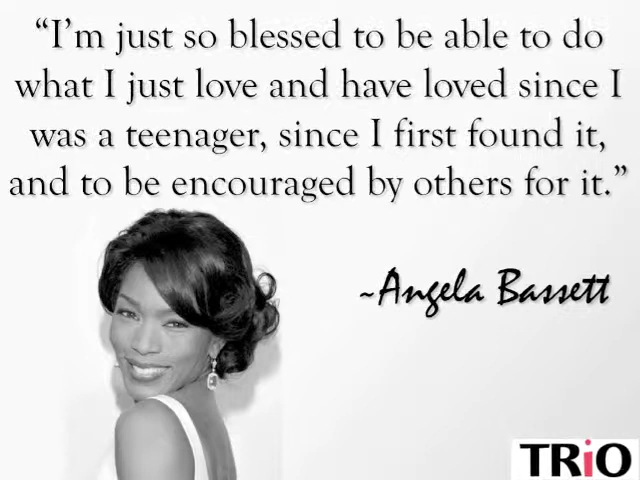 “I’m just so blessed to be able to do
what I just love and have loved since I
was a teenager, since I first found it,
and to be encouraged by others for it.”
~Angela Bassett
TRiO